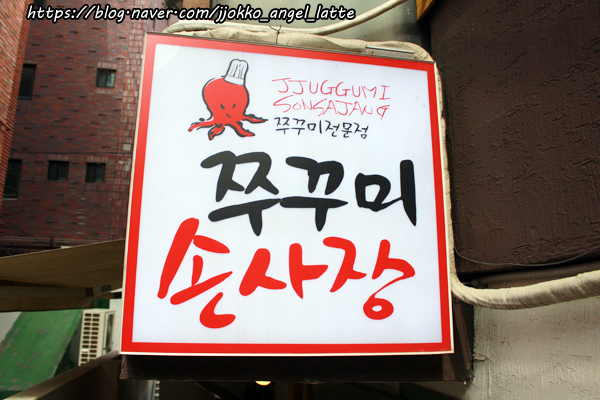 https://blog.naver.com/jjokko_angel_latte
JJUGGUMI
SONSAJANG
쭈꾸미전문점
쭈꾸미
손사장